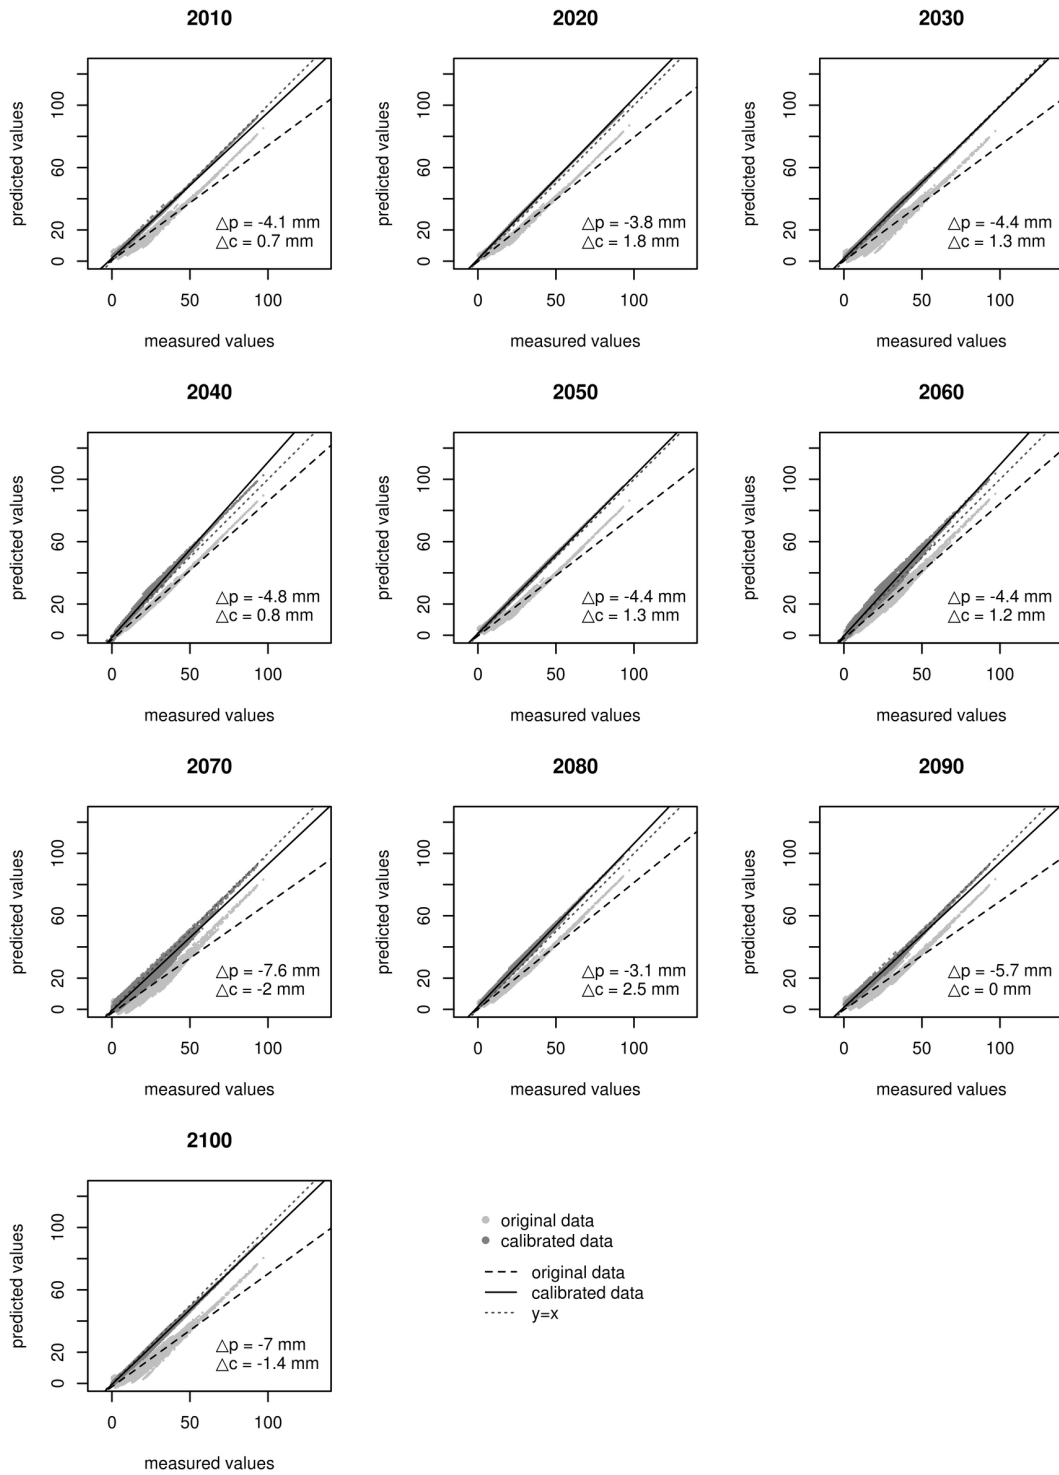 2010
predicted values
0 20 60 100
△p = -4.1 mm
△c = 0.7 mm
0 50 100
measured values
2020
predicted values
0 20 60 100
△p = -3.8 mm
△c = 1.8 mm
0 50 100
measured values
2030
predicted values
0 20 60 100
△p = -4.4 mm
△c = 1.3 mm
0 50 100
measured values
2040
predicted values
0 20 60 100
△p = -4.8 mm
△c = 0.8 mm
0 50 100
measured values
2050
predicted values
0 20 60 100
△p = -4.4 mm
△c = 1.3 mm
0 50 100
measured values
2060
predicted values
0 20 60 100
△p = -4.4 mm
△c = 1.2 mm
0 50 100
measured values
2070
predicted values
0 20 60 100
△p = -7.6 mm
△c = -2 mm
0 50 100
measured values
2080
predicted values
0 20 60 100
△p = -3.1 mm
△c = 2.5 mm
0 50 100
measured values
2090
predicted values
0 20 60 100
△p = -5.7 mm
△c = 0 mm
0 50 100
measured values
2100
predicted values
0 20 60 100
△p = -7 mm
△c = -1.4 mm
0 50 100
measured values
original data
calibrated data
original data
calibrated data
y=x